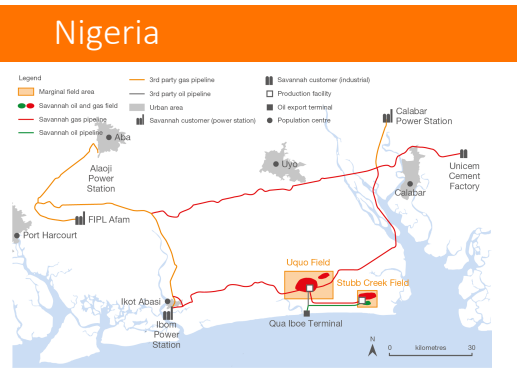 Nigeria
Legend
Marginal field area
Savannah oil and gas field
Savannah gas pipeline
Savannah oil pipeline
3rd party gas pipeline
3rd party oil pipeline
Urban area
Savannah customer (power station)
Savannah customer (industrial)
Production facility
Oil export terminal
Population centre
Calabar
Power Station
Aba
Alaoji
Power
Station
Uyo
Unicem
Cement
Factory
Calabar
FIPL Afam
Port Harcourt
Uquo Field
Stubb Creek Field
Ikot Abasi
Ibom
Power
Station
Qua Iboe Terminal
N
0 kilometres 30